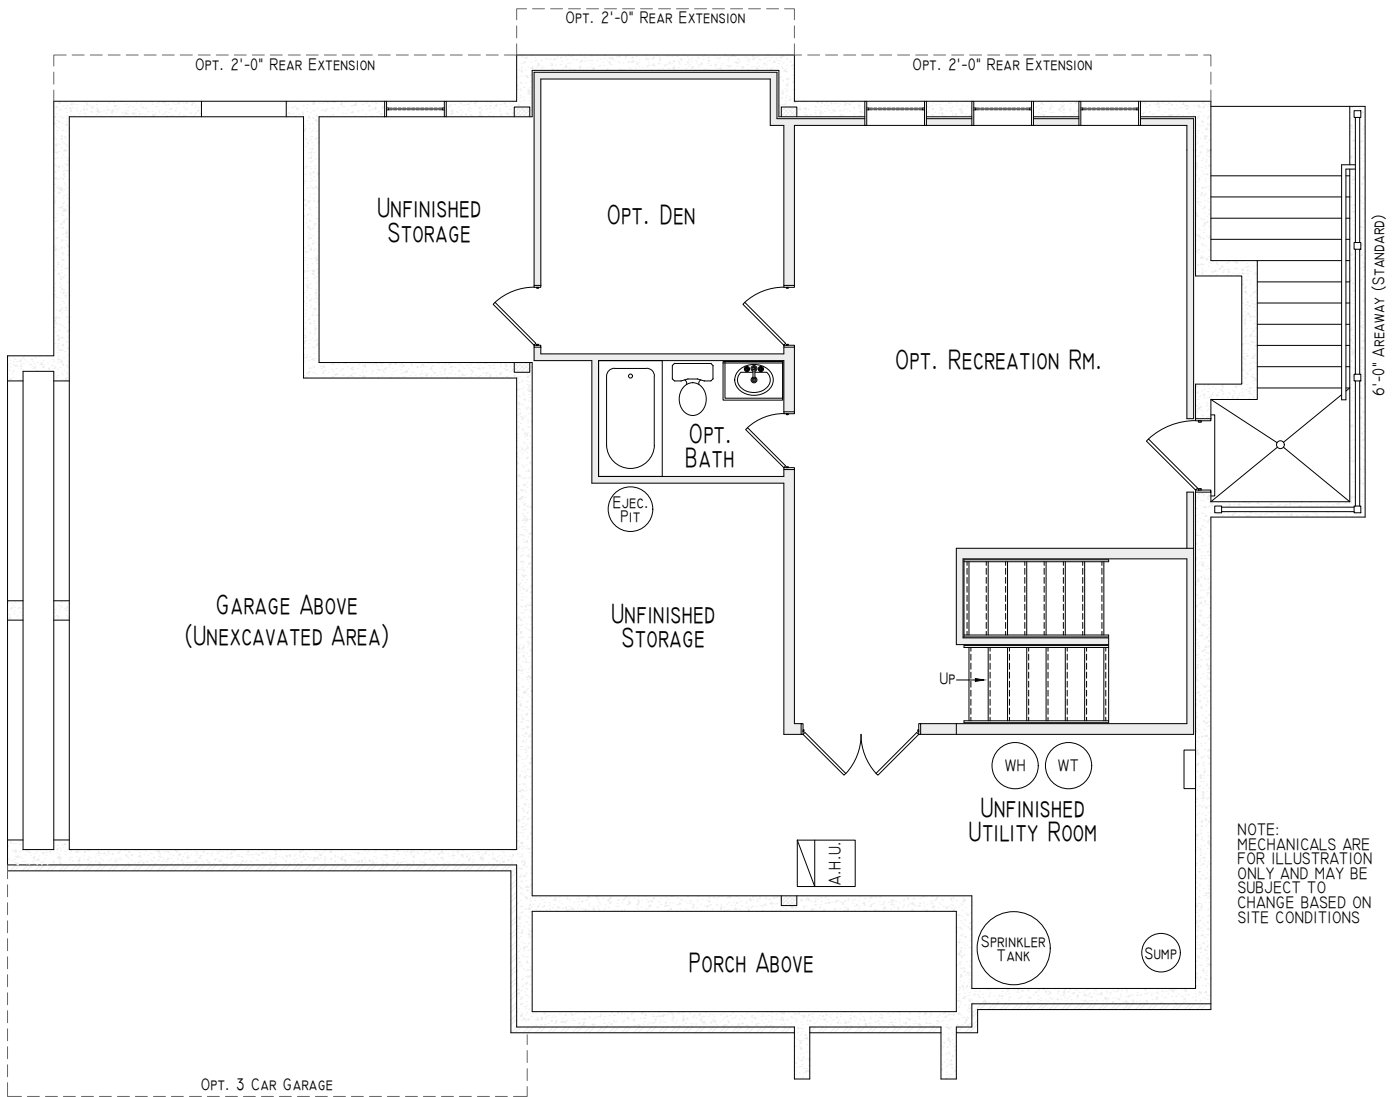 OPT. 2'-0" REAR EXTENSION
OPT. 2'-0" REAR EXTENSION
OPT. 2'-0" REAR EXTENSION
UNFINISHED
STORAGE
OPT. DEN
6'-0" AREAWAY (STANDARD)
OPT. RECREATION RM.
OPT.
BATH
EJEC.
PIT
GARAGE ABOVE
(UNEXCAVATED AREA)
UNFINISHED
STORAGE
UP
WH
WT
UNFINISHED
UTILITY ROOM
A.H.U.
NOTE:
MECHANICALS ARE
FOR ILLUSTRATION
ONLY AND MAY BE
SUBJECT TO
CHANGE BASED ON
SITE CONDITIONS
SPRINKLER
TANK
SUMP
PORCH ABOVE
OPT. 3 CAR GARAGE